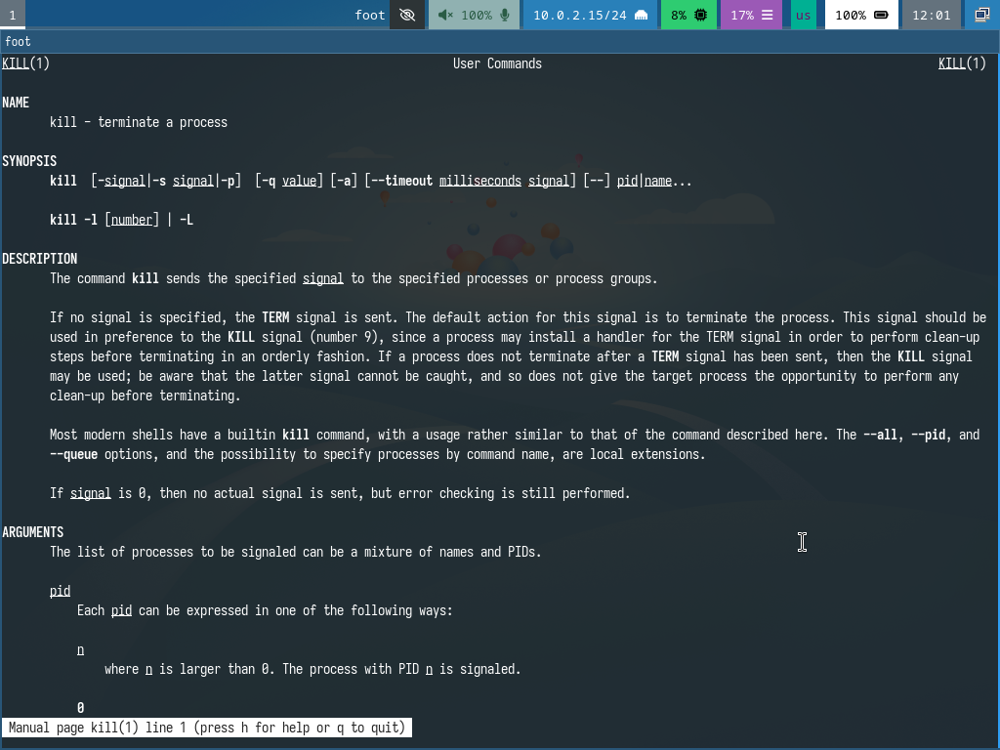 1 foot 100% 10.0.2.15/24 8% 17% us 100% 12:01
foot
KILL(1) User Commands KILL(1)
NAME
kill - terminate a process
SYNOPSIS
kill [-signal|-s signal|-p] [-q value] [-a] [--timeout milliseconds signal] [--] pid|name...
kill -l [number] | -L
DESCRIPTION
The command kill sends the specified signal to the specified processes or process groups.
If no signal is specified, the TERM signal is sent. The default action for this signal is to terminate the process. This signal should be
used in preference to the KILL signal (number 9), since a process may install a handler for the TERM signal in order to perform clean-up
steps before terminating in an orderly fashion. If a process does not terminate after a TERM signal has been sent, then the KILL signal
may be used; be aware that the latter signal cannot be caught, and so does not give the target process the opportunity to perform any
clean-up before terminating.
Most modern shells have a builtin kill command, with a usage rather similar to that of the command described here. The --all, --pid, and
--queue options, and the possibility to specify processes by command name, are local extensions.
If signal is 0, then no actual signal is sent, but error checking is still performed.
ARGUMENTS
The list of processes to be signaled can be a mixture of names and PIDs.
pid
Each pid can be expressed in one of the following ways:
n
where n is larger than 0. The process with PID n is signaled.
0
Manual page kill(1) line 1 (press h for help or q to quit)